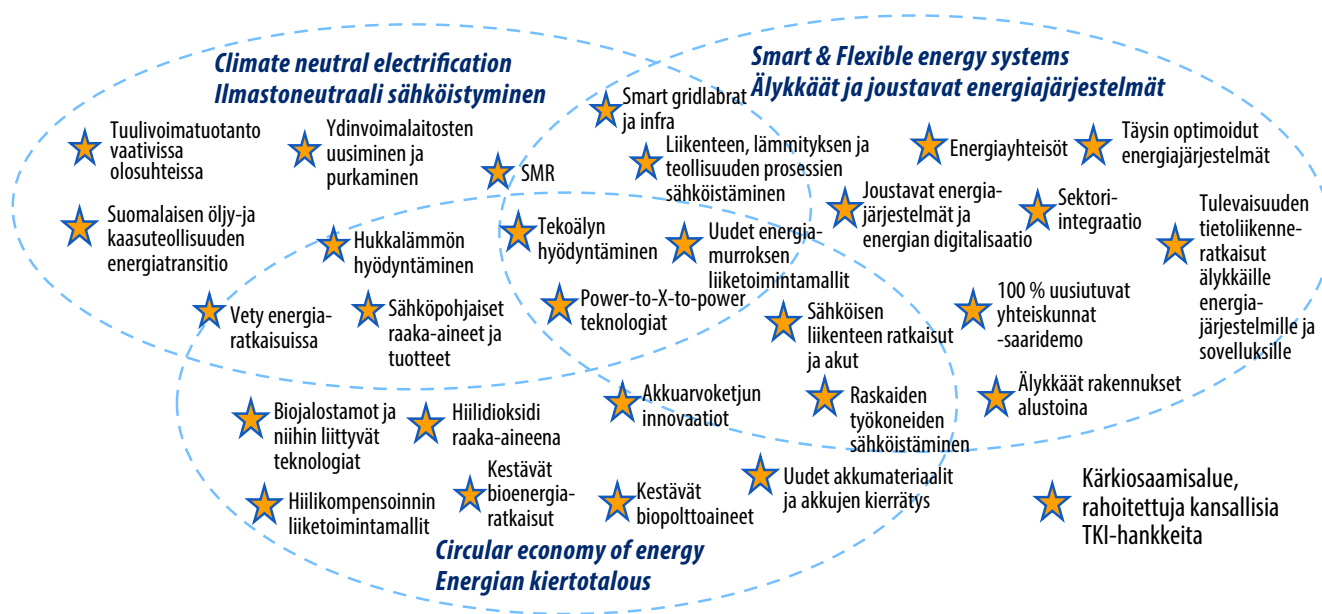 Climate neutral electrification
Ilmastoneutraali sähköistyminen
Smart & Flexible energy systems
Älykkäät ja joustavat energiajärjestelmät
Tuulivoimatuotanto
vaativissa
olosuhteissa
Ydinvoimalaitosten
uusiminen ja
purkaminen
SMR
Smart gridlabrat
ja infra
Liikenteen, lämmityksen ja
teollisuuden prosessien
sähköistäminen
Energiayhteisöt
Täysin optimoidut
energiajärjestelmät
Suomalaisen öljy-ja
kaasuteollisuuden
energiatransitio
Hukkalämmön
hyödyntäminen
Tekoälyn
hyödyntäminen
Uudet energia-
murroksen
liiketoimintamallit
Joustavat energia-
järjestelmät ja
energian digitalisaatio
Sektori-
integraatio
Tulevaisuuden
tietoliikenne-
ratkaisut
älykkäille
energia-
järjestelmille ja
sovelluksille
Vety energia-
ratkaisuissa
Sähköpohjaiset
raaka-aineet ja
tuotteet
Power-to-X-to-power
teknologiat
Sähköisen
liikenteen ratkaisut
ja akut
100 % uusiutuvat
yhteiskunnat
-saaridemo
Biojalostamot ja
niihin liittyvät
teknologiat
Hiilidioksidi
raaka-aineena
Akkuarvoketjun
innovaatiot
Raskaiden
työkoneiden
sähköistäminen
Älykkäät rakennukset
alustoina
Hiilikompensoinnin
liiketoimintamallit
Kestävät
bioenergia-
ratkaisut
Kestävät
biopolttoaineet
Uudet akkumateriaalit
ja akkujen kierrätys
Kärkiosaamisalue,
rahoitettuja kansallisia
TKI-hankkeita
Circular economy of energy
Energian kiertotalous